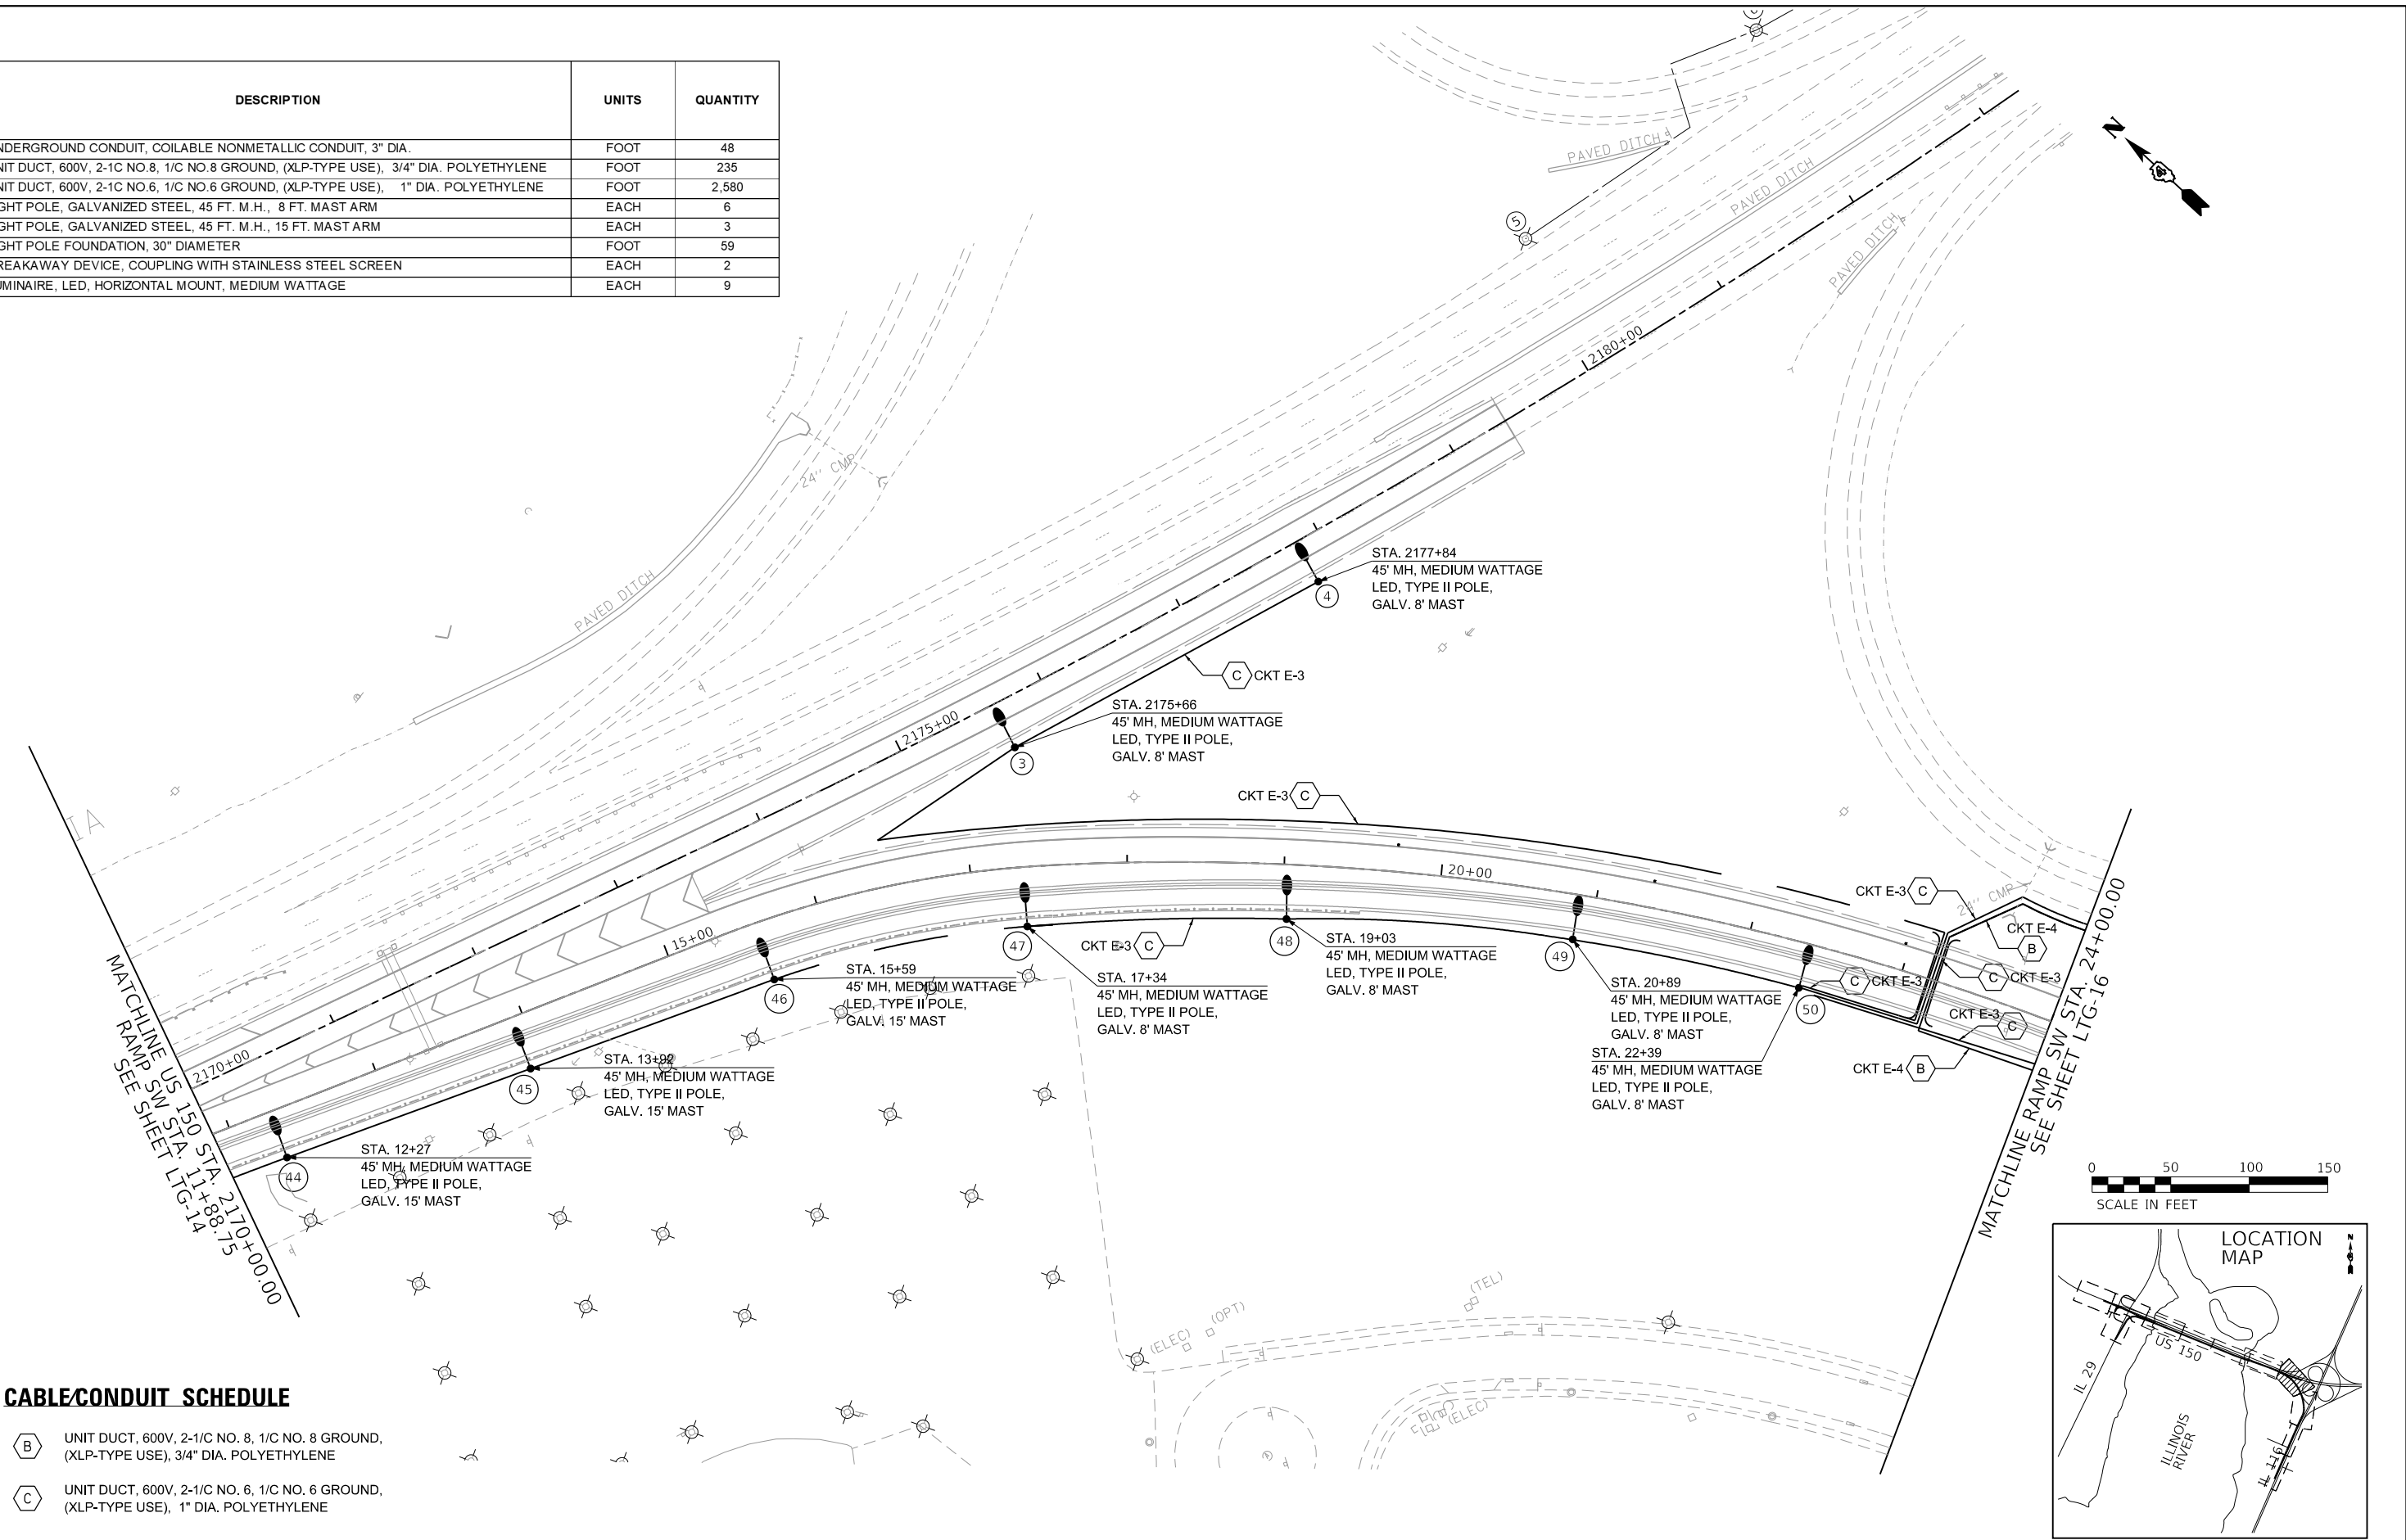 DESCRIPTION UNITS QUANTITY
NDERGROUND CONDUIT, COILABLE NONMETALLIC CONDUIT, 3" DIA. FOOT 48
NIT DUCT, 600V, 2-1C NO.8, 1/C NO.8 GROUND, (XLP-TYPE USE), 3/4" DIA. POLYETHYLENE FOOT 235
NIT DUCT, 600V, 2-1C NO.6, 1/C NO.6 GROUND, (XLP-TYPE USE), 1" DIA. POLYETHYLENE FOOT 2,580
GHT POLE, GALVANIZED STEEL, 45 FT. M.H., 8 FT. MAST ARM EACH 6
GHT POLE, GALVANIZED STEEL, 45 FT. M.H., 15 FT. MAST ARM EACH 3
GHT POLE FOUNDATION, 30" DIAMETER FOOT 59
REAKAWAY DEVICE, COUPLING WITH STAINLESS STEEL SCREEN EACH 2
UMINAIRE, LED, HORIZONTAL MOUNT, MEDIUM WATTAGE EACH 9
PAVED DITCH
PAVED DITCH
PAVED DITCH
N
5
2180+00
24" CMP
PAVED DITCH
STA. 2177+84
45' MH, MEDIUM WATTAGE
LED, TYPE II POLE,
GALV. 8' MAST
4
C CKT E-3
STA. 2175+66
45' MH, MEDIUM WATTAGE
LED, TYPE II POLE,
GALV. 8' MAST
3
2175+00
CKT E-3 C
IA
20+00
CKT E-3 C
24" CMP
CKT E-4
B
C CKT E-3
15+00
47
CKT E-3 C
48
STA. 19+03
45' MH, MEDIUM WATTAGE
LED, TYPE II POLE,
GALV. 8' MAST
49
STA. 17+34
45' MH, MEDIUM WATTAGE
LED, TYPE II POLE,
GALV. 8' MAST
46
STA. 15+59
45' MH, MEDIUM WATTAGE
LED, TYPE II POLE,
GALV. 15' MAST
STA. 20+89
45' MH, MEDIUM WATTAGE
LED, TYPE II POLE,
GALV. 8' MAST
C CKT E-3
50
CKT E-3
C
STA. 22+39
45' MH, MEDIUM WATTAGE
LED, TYPE II POLE,
GALV. 8' MAST
CKT E-4 B
2170+00
45
STA. 13+92
45' MH, MEDIUM WATTAGE
LED, TYPE II POLE,
GALV. 15' MAST
44
STA. 12+27
45' MH, MEDIUM WATTAGE
LED, TYPE II POLE,
GALV. 15' MAST
MATCHLINE US 150 STA. 2170+00.00
RAMP SW STA. 11+88.75
SEE SHEET LTG-14
MATCHLINE RAMP SW STA. 24+00.00
SEE SHEET LTG-16
0 50 100 150
SCALE IN FEET
LOCATION
MAP
N
US 150
IL 29
ILLINOIS
RIVER
IL 116
(TEL)
(OPT)
(ELEC)
(ELEC)
CABLE/CONDUIT SCHEDULE
B UNIT DUCT, 600V, 2-1/C NO. 8, 1/C NO. 8 GROUND,
(XLP-TYPE USE), 3/4" DIA. POLYETHYLENE
C UNIT DUCT, 600V, 2-1/C NO. 6, 1/C NO. 6 GROUND,
(XLP-TYPE USE), 1" DIA. POLYETHYLENE